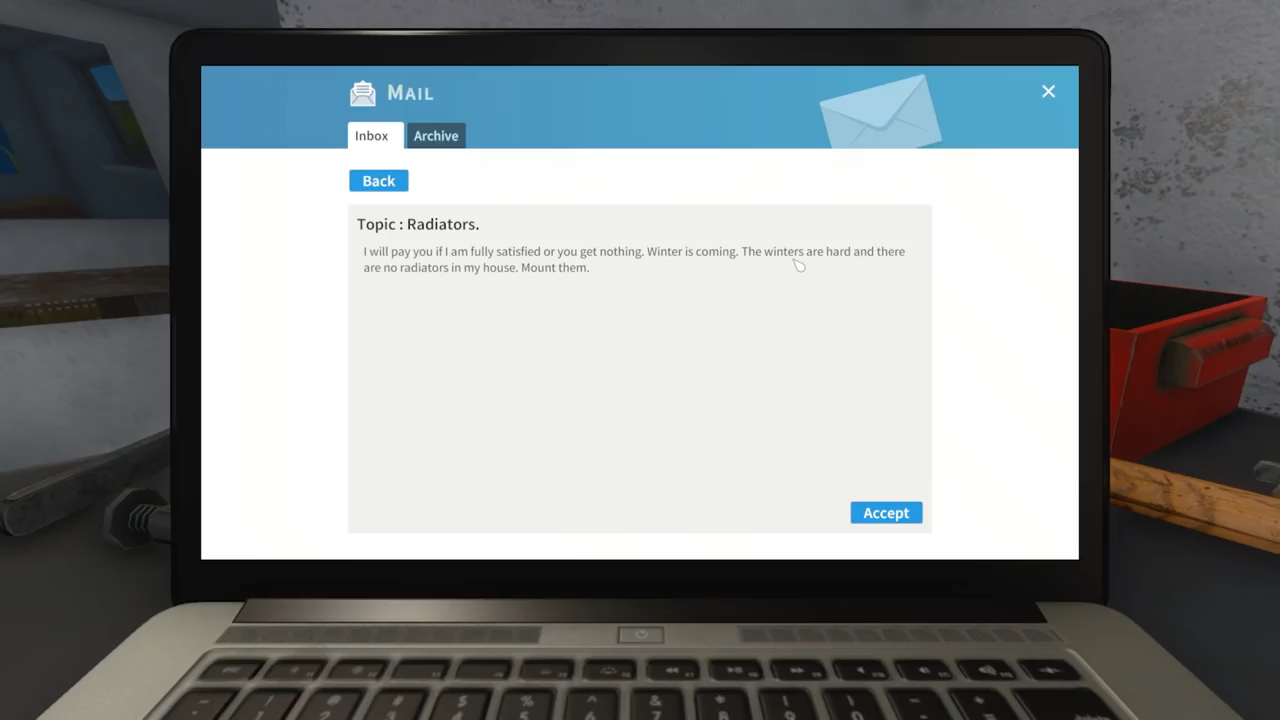 MAIL
Inbox
Archive
Back
Topic : Radiators.
I will pay you if I am fully satisfied or you get nothing. Winter is coming. The winters are hard and there
are no radiators in my house. Mount them.
Accept